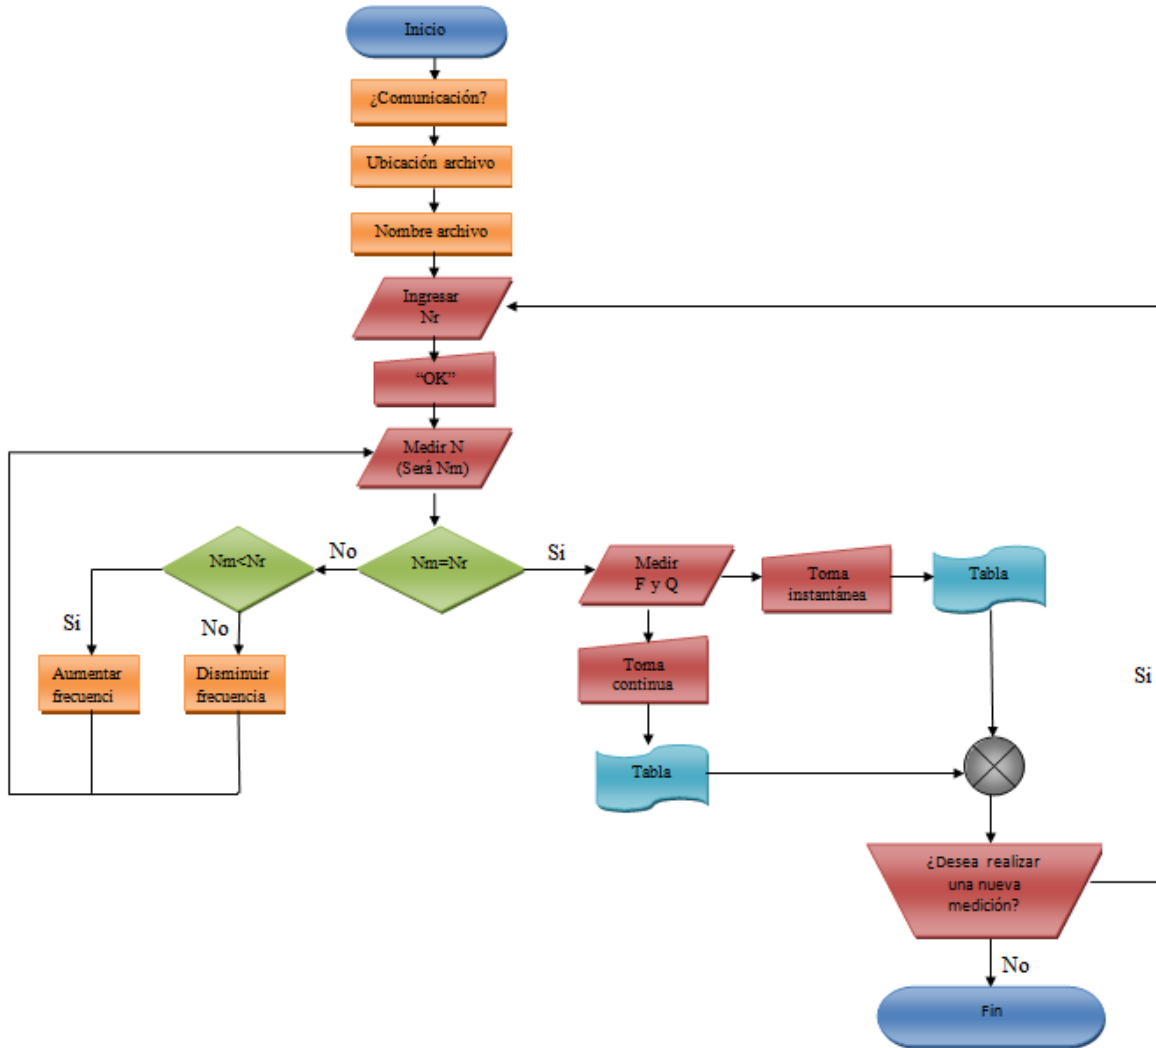 Inicio
¿Comunicación?
Ubicación archivo
Nombre archivo
Ingresar
Nr
“OK”
Medir N
(Será Nm)
Nm<Nr
No
Nm=Nr
Si
Medir
F y Q
Toma
instantánea
Tabla
Si
No
Aumentar
frecuenci
Disminuir
frecuencia
Toma
continua
Si
Tabla
¿Desea realizar
una nueva
medición?
No
Fin